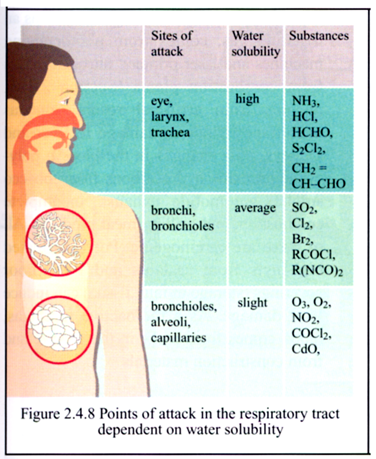 Sites of attack
Water solubility
Substances
eye,
larynx,
trachea
high
NH₃,
HCl,
HCHO,
S₂Cl₂,
CH₂ =
CH–CHO
bronchi,
bronchioles
average
SO₂,
Cl₂,
Br₂,
RCOCl,
R(NCO)₂
bronchioles,
alveoli,
capillaries
slight
O₃, O₂,
NO₂,
COCl₂,
CdO,
Figure 2.4.8 Points of attack in the respiratory tract
dependent on water solubility